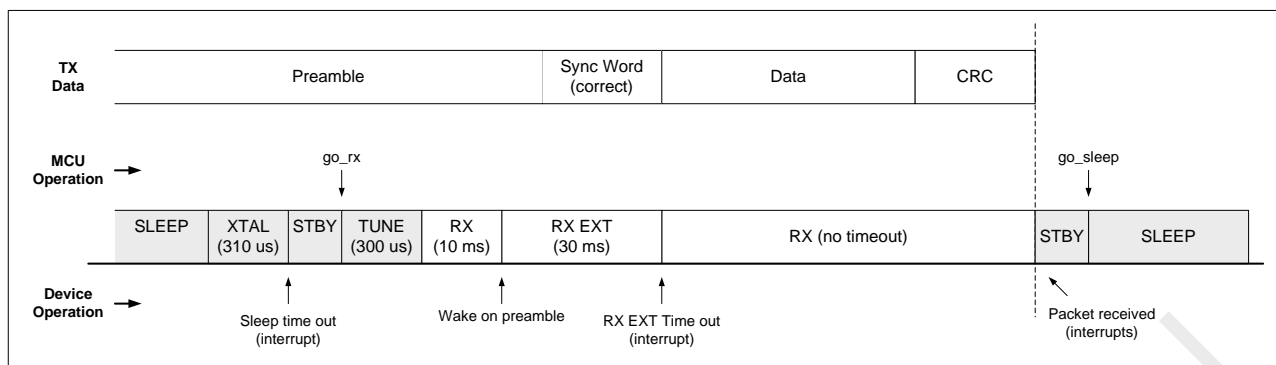 TX
Data
Preamble
Sync Word
(correct)
Data
CRC
MCU
Operation
go_rx
go_sleep
SLEEP
XTAL
(310 us)
STBY
TUNE
(300 us)
RX
(10 ms)
RX EXT
(30 ms)
RX (no timeout)
STBY
SLEEP
Device
Operation
Sleep time out
(interrupt)
Wake on preamble
RX EXT Time out
(interrupt)
Packet received
(interrupts)